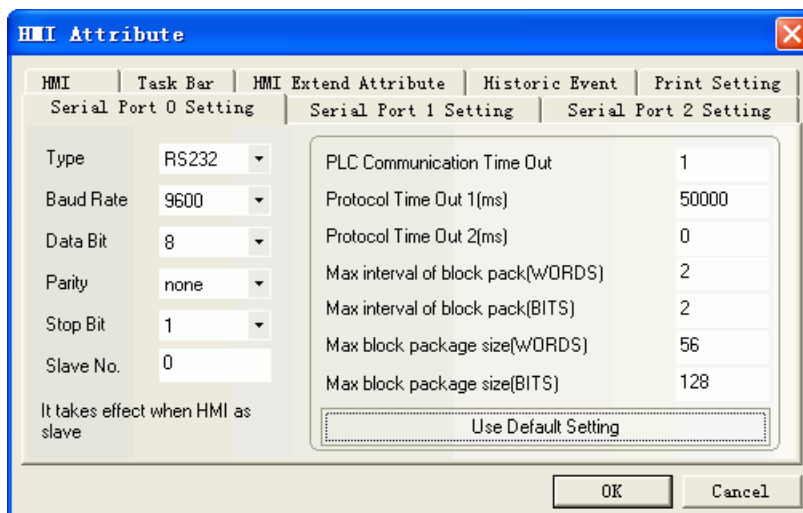 HMI Attribute
HMI
Task Bar
HMI Extend Attribute
Historic Event
Print Setting
Serial Port 0 Setting
Serial Port 1 Setting
Serial Port 2 Setting
Type
RS232
Baud Rate
9600
Data Bit
8
Parity
none
Stop Bit
1
Slave No.
0
It takes effect when HMI as
slave
PLC Communication Time Out
1
Protocol Time Out 1(ms)
50000
Protocol Time Out 2(ms)
0
Max interval of block pack(WORDS)
2
Max interval of block pack(BITS)
2
Max block package size(WORDS)
56
Max block package size(BITS)
128
Use Default Setting
OK
Cancel